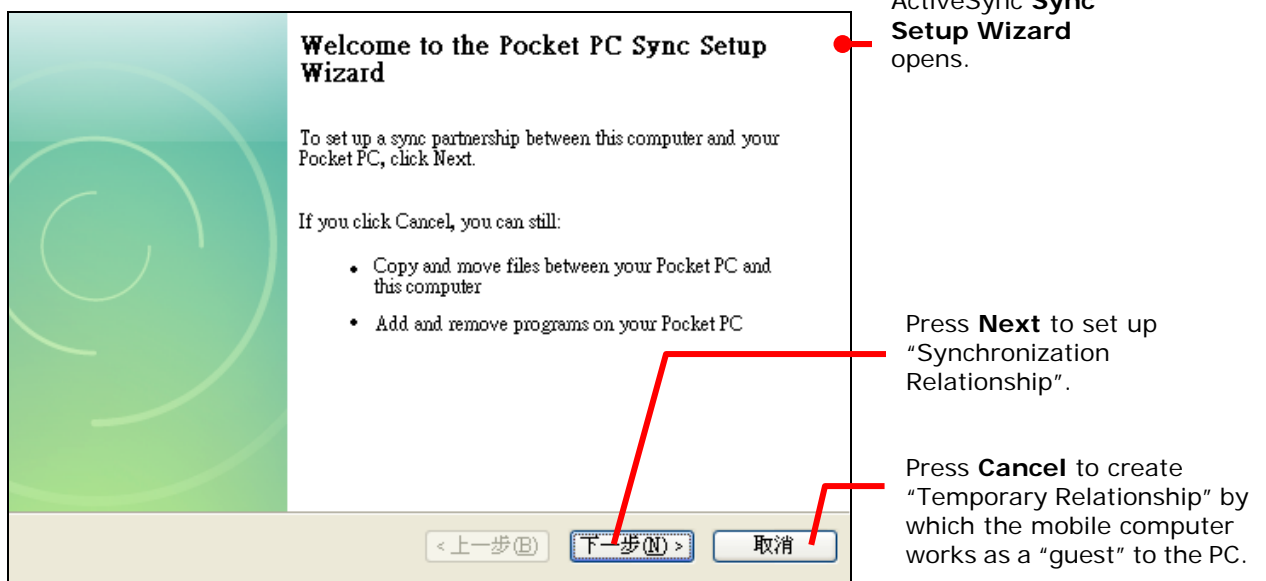 ActiveSync Sync
Setup Wizard
opens.
Welcome to the Pocket PC Sync Setup
Wizard
To set up a sync partnership between this computer and your
Pocket PC, click Next.
If you click Cancel, you can still:
• Copy and move files between your Pocket PC and
this computer
• Add and remove programs on your Pocket PC
Press Next to set up
“Synchronization
Relationship”.
Press Cancel to create
“Temporary Relationship” by
which the mobile computer
works as a “guest” to the PC.
<上一步(B)
下一步(N) >
取消